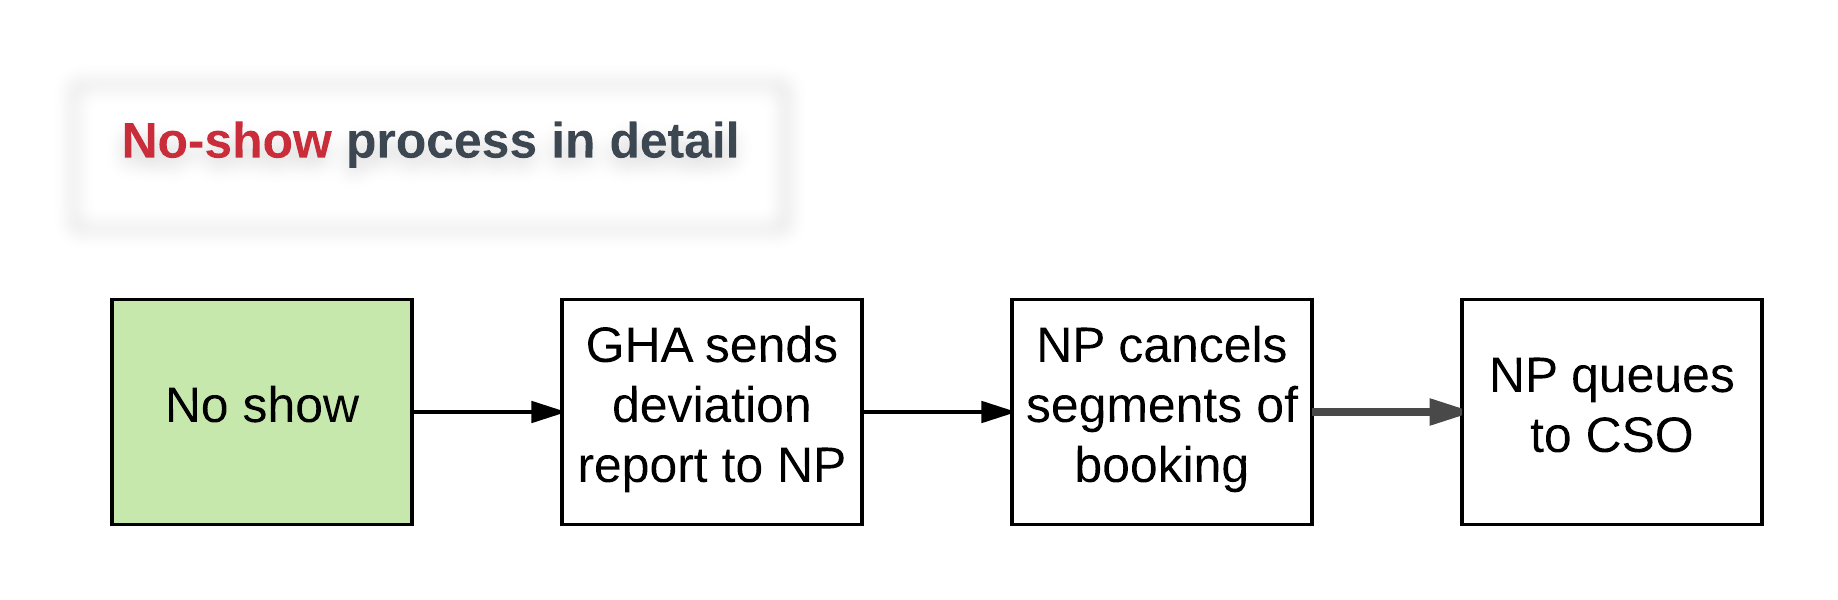 No-show process in detail
No show
GHA sends
deviation
report to NP
NP cancels
segments of
booking
NP queues
to CSO